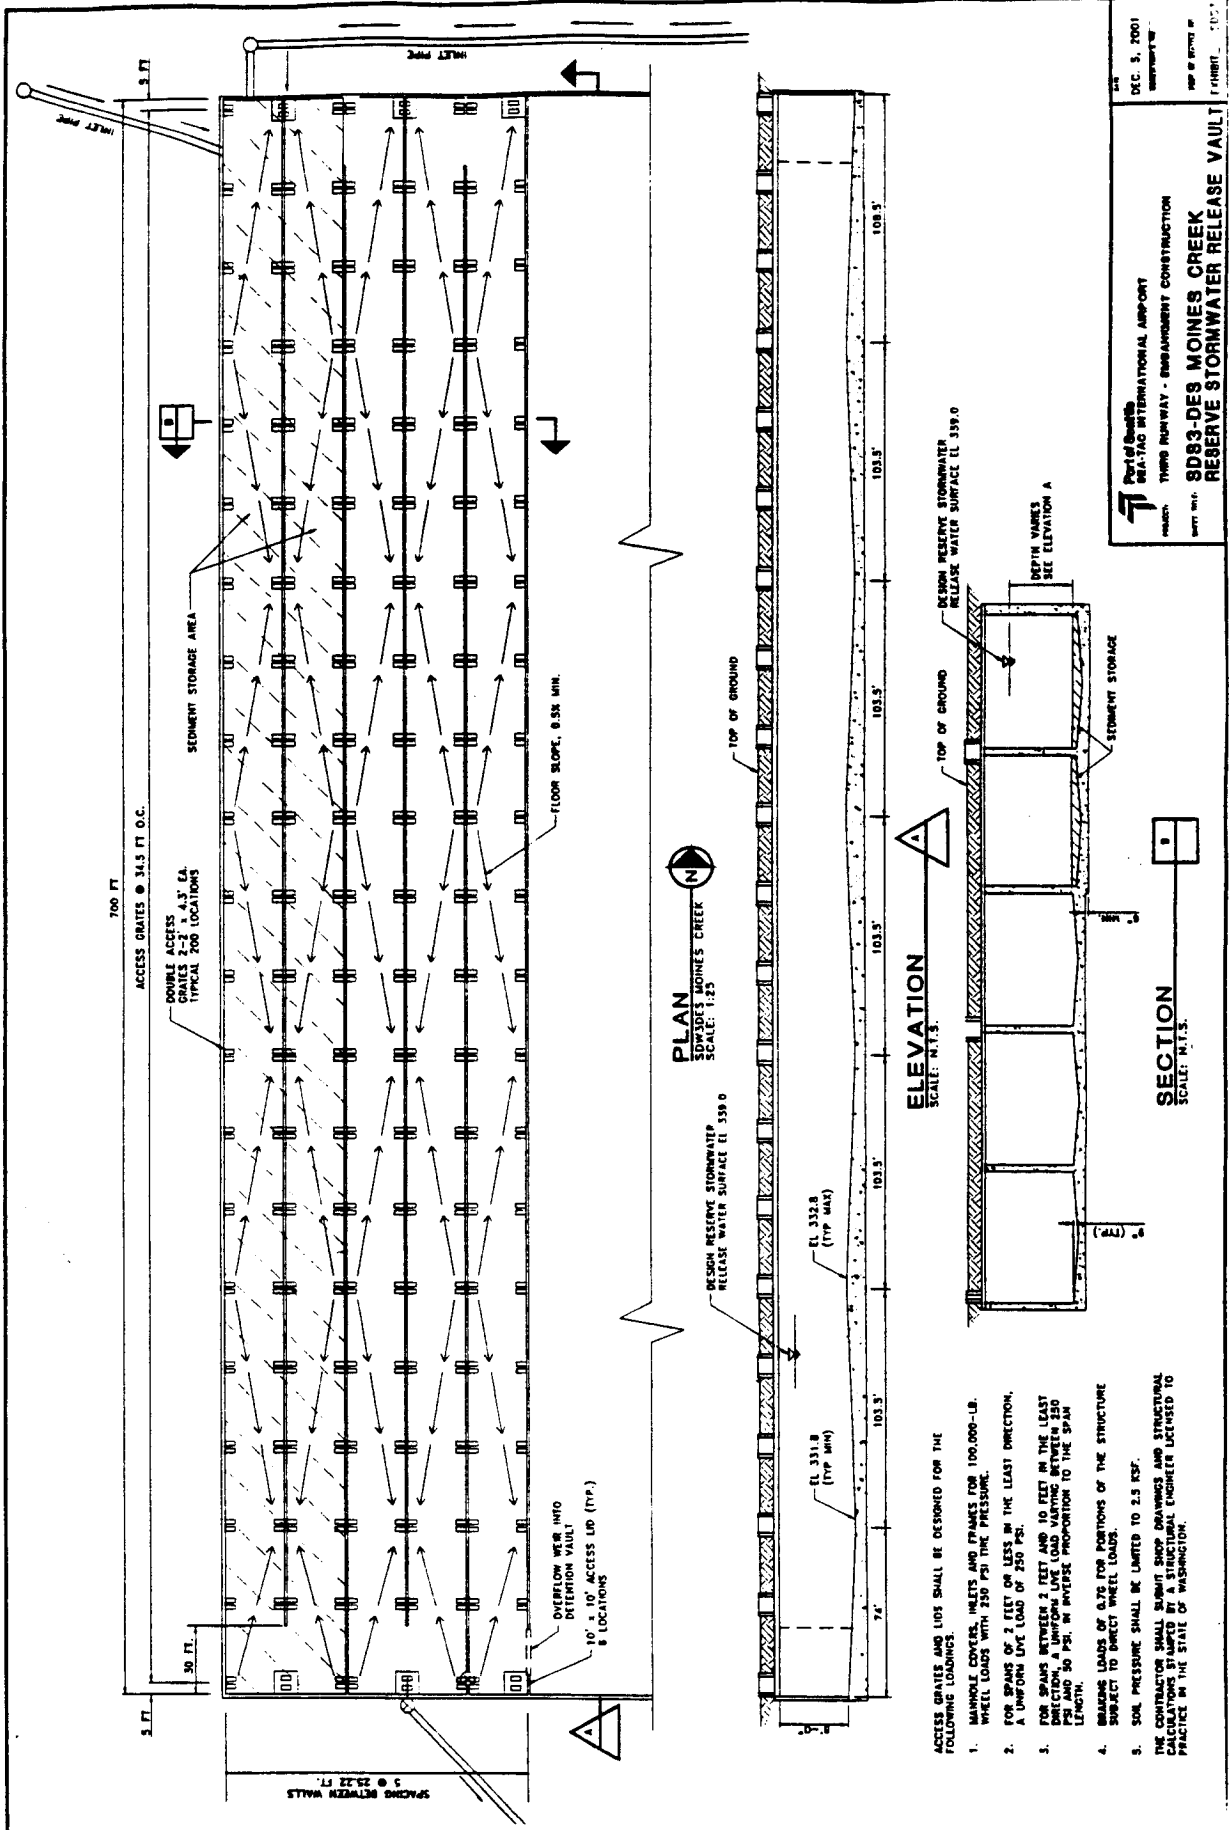 700 FT
ACCESS GRATES @ 34.5 FT O.C.
5 FT
5 FT
30 FT.
INLET PIPE
INLET PIPE
DOUBLE ACCESS
GRATES 2-2' x 4.3' EA.
TYPICAL 200 LOCATIONS
SEDIMENT STORAGE AREA
B
SPACING BETWEEN WALLS
5 @ 25.22 FT.
FLOOR SLOPE, 0.5% MIN.
OVERFLOW WEIR INTO
DETENTION VAULT
10' x 10' ACCESS LID (TYP.)
8 LOCATIONS
A
PLAN
SDW3DES MOINES CREEK
SCALE: 1:25
N
DESIGN RESERVE STORMWATER
RELEASE WATER SURFACE EL 339.0
TOP OF GROUND
EL 331.8
(TYP MIN)
EL 332.8
(TYP MAX)
8'-0"
74'
103.5'
103.5'
103.5'
103.5'
103.5'
108.5'
ELEVATION
SCALE: N.T.S.
A
TOP OF GROUND
DESIGN RESERVE STORMWATER
RELEASE WATER SURFACE EL 339.0
DEPTH VARIES
SEE ELEVATION A
SEDIMENT STORAGE
SECTION
SCALE: N.T.S.
B
ACCESS GRATES AND LIDS SHALL BE DESIGNED FOR THE
FOLLOWING LOADINGS.
1. MANHOLE COVERS, INLETS AND FRAMES FOR 100,000-LB.
WHEEL LOADS WITH 250 PSI TIRE PRESSURE.
2. FOR SPANS OF 2 FEET OR LESS IN THE LEAST DIRECTION,
A UNIFORM LIVE LOAD OF 250 PSI.
3. FOR SPANS BETWEEN 2 FEET AND 10 FEET IN THE LEAST
DIRECTION, A UNIFORM LIVE LOAD VARYING BETWEEN 250
PSI AND 50 PSI, IN INVERSE PROPORTION TO THE SPAN
LENGTH.
4. BRAKING LOADS OF 0.7G FOR PORTIONS OF THE STRUCTURE
SUBJECT TO DIRECT WHEEL LOADS.
5. SOIL PRESSURE SHALL BE LIMITED TO 2.5 KSF.
THE CONTRACTOR SHALL SUBMIT SHOP DRAWINGS AND STRUCTURAL
CALCULATIONS STAMPED BY A STRUCTURAL ENGINEER LICENSED TO
PRACTICE IN THE STATE OF WASHINGTON.
Port of Seattle
SEA-TAC INTERNATIONAL AIRPORT
THIRD RUNWAY - EMBANKMENT CONSTRUCTION
SDS3-DES MOINES CREEK
RESERVE STORMWATER RELEASE VAULT
DEC. 5, 2001